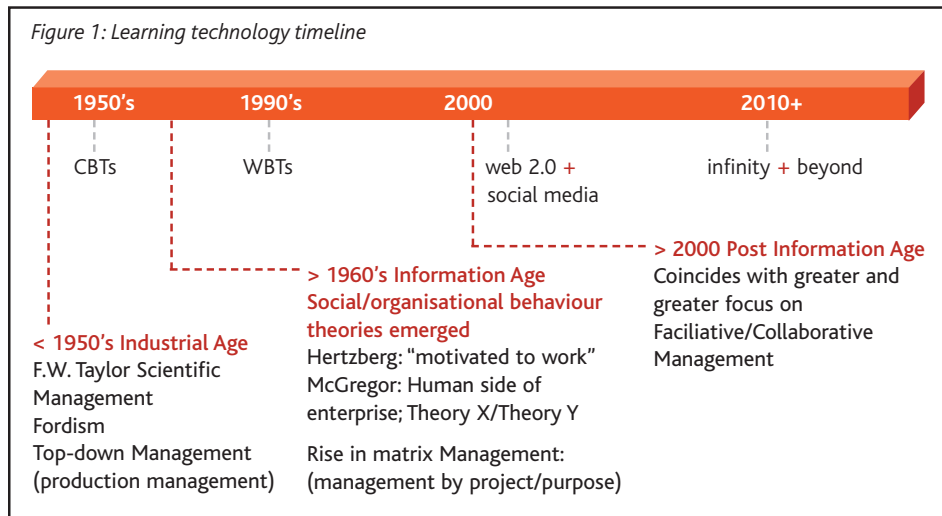 Figure 1: Learning technology timeline
1950's
1990's
2000
2010+
CBTs
WBTs
web 2.0 +
social media
infinity + beyond
< 1950's Industrial Age
F.W. Taylor Scientific
Management
Fordism
Top-down Management
(production management)
> 1960's Information Age
Social/organisational behaviour
theories emerged
Hertzberg: “motivated to work”
McGregor: Human side of
enterprise; Theory X/Theory Y
Rise in matrix Management:
(management by project/purpose)
> 2000 Post Information Age
Coincides with greater and
greater focus on
Faciliative/Collaborative
Management